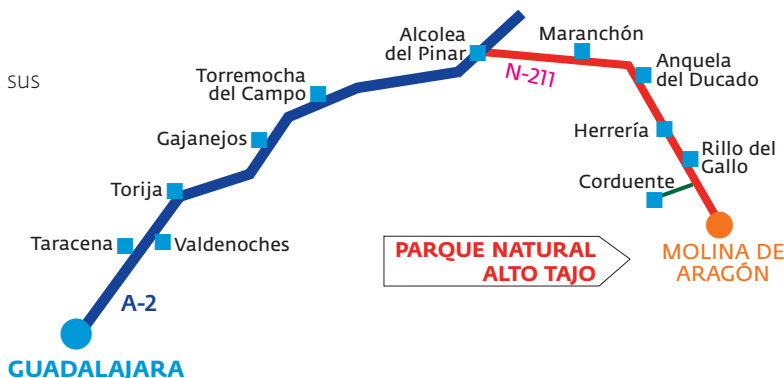 Alcolea
del Pinar
Maranchón
N-211
Anquela
del Ducado
sus
Torremocha
del Campo
Gajanejos
Herrería
Rillo del
Gallo
Corduente
Torija
Taracena
Valdenoches
PARQUE NATURAL
ALTO TAJO
MOLINA DE
ARAGÓN
A-2
GUADALAJARA